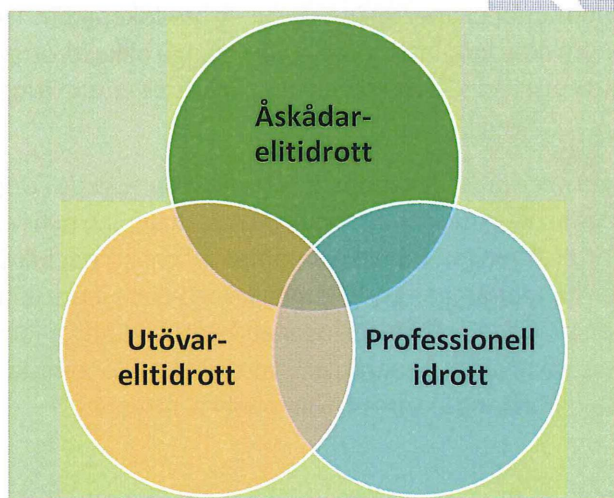 Åskådar-
elitidrott
Utövar-
elitidrott
Professionell
idrott